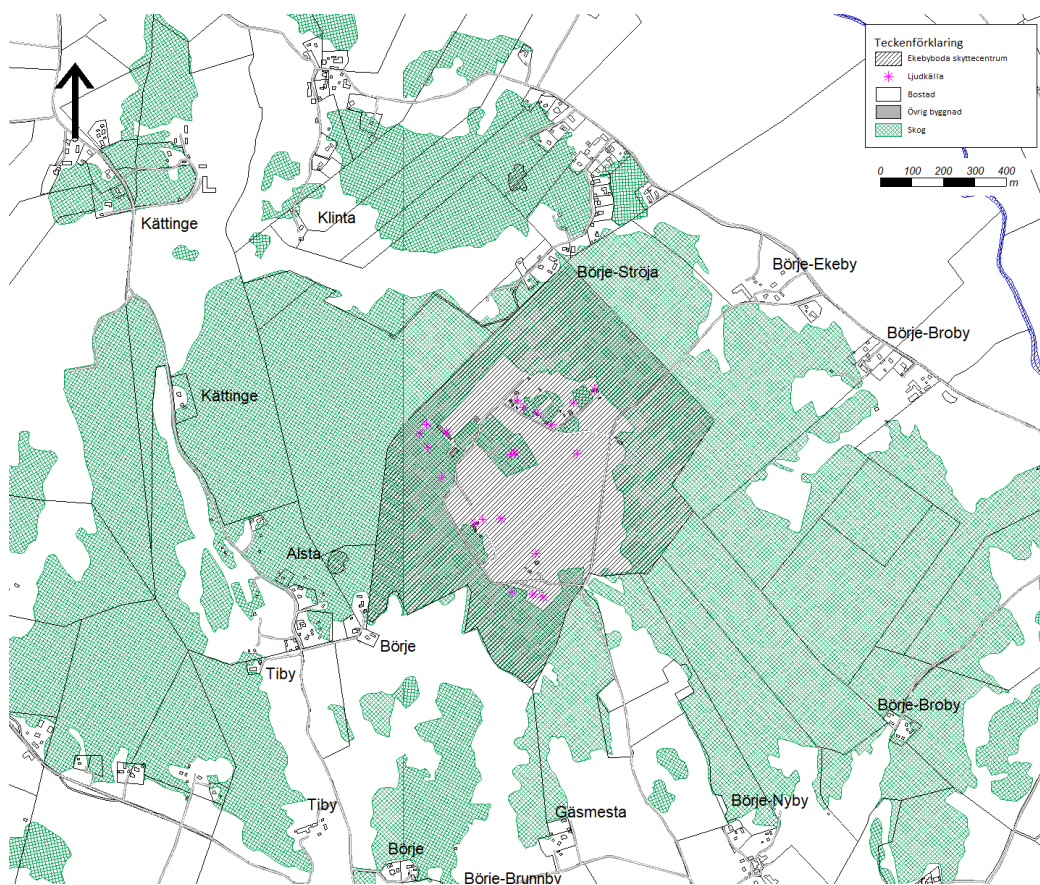 Teckenförklaring
Ekebyboda skyttecentrum
Ljudkälla
Bostad
Övrig byggnad
Skog
0 100 200 300 400
m
Kättinge
Klinta
Börje-Ströja
Börje-Ekeby
Börje-Broby
Kättinge
Alsta
Börje
Tiby
Börje-Broby
Tiby
Gäsmesta
Börje-Nyby
Börje
Börje-Brunnby